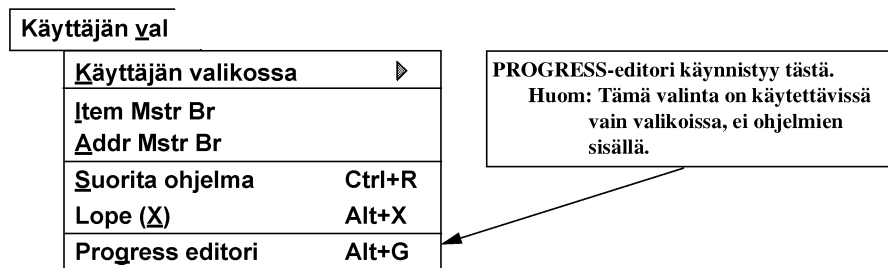 Käyttäjän val
Käyttäjän valikossa
Item Mstr Br
Addr Mstr Br
Suorita ohjelma Ctrl+R
Lope (X) Alt+X
Progress editori Alt+G
PROGRESS-editori käynnistyy tästä.
Huom: Tämä valinta on käytettävissä
vain valikoissa, ei ohjelmien
sisällä.